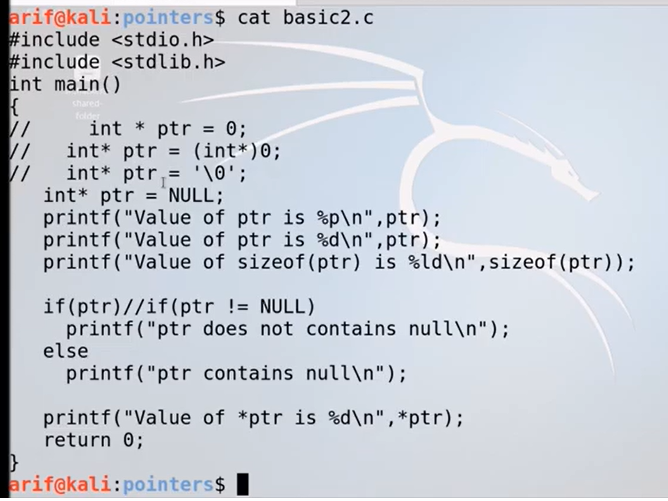 arif@kali:pointers$ cat basic2.c
#include <stdio.h>
#include <stdlib.h>
int main()
shared-
folder
{
//     int * ptr = 0;
//   int* ptr = (int*)0;
//   int* ptr = '\0';
   int* ptr = NULL;
   printf("Value of ptr is %p\n",ptr);
   printf("Value of ptr is %d\n",ptr);
   printf("Value of sizeof(ptr) is %ld\n",sizeof(ptr));

   if(ptr)//if(ptr != NULL)
     printf("ptr does not contains null\n");
   else
     printf("ptr contains null\n");

   printf("Value of *ptr is %d\n",*ptr);
   return 0;
}
arif@kali:pointers$